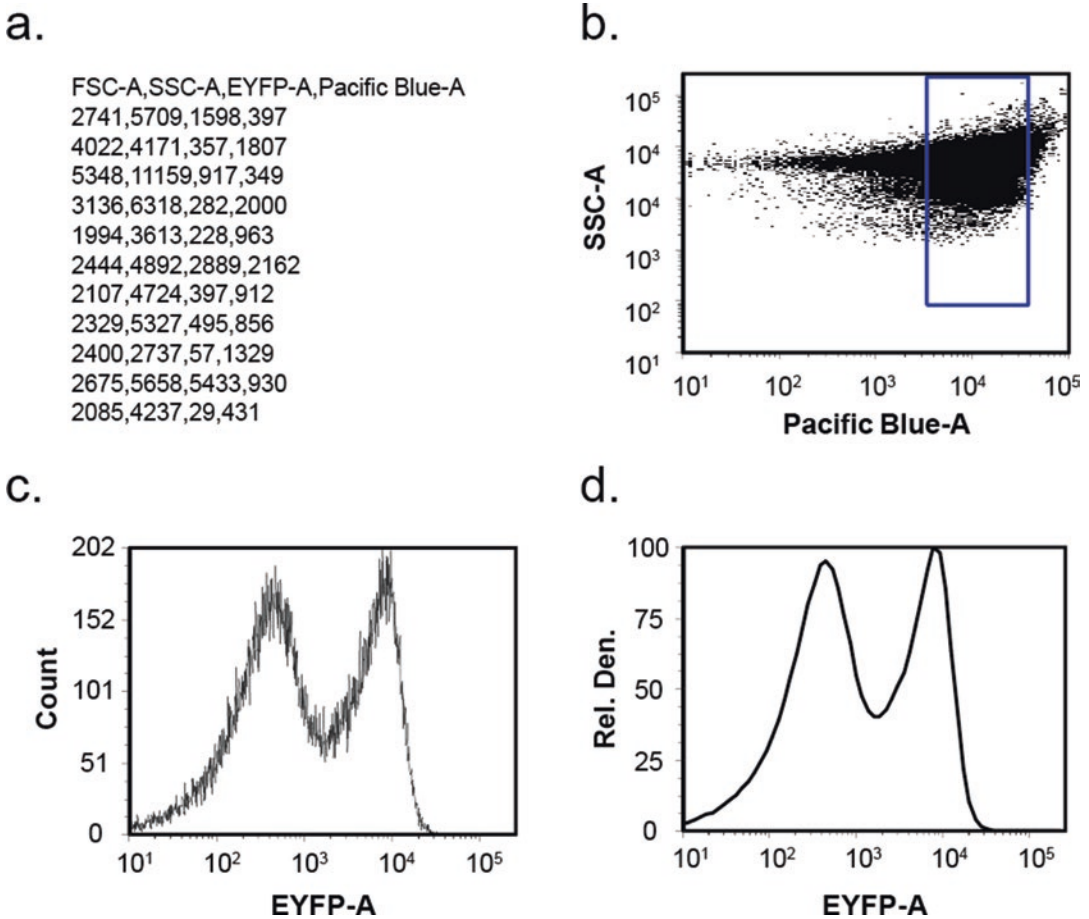 a.
FSC-A,SSC-A,EYFP-A,Pacific Blue-A
2741,5709,1598,397
4022,4171,357,1807
5348,11159,917,349
3136,6318,282,2000
1994,3613,228,963
2444,4892,2889,2162
2107,4724,397,912
2329,5327,495,856
2400,2737,57,1329
2675,5658,5433,930
2085,4237,29,431
b.
SSC-A
10⁵
10⁴
10⁴
10³
10²
10¹
10¹ 10² 10³ 10⁴ 10⁵
Pacific Blue-A
c.
Count
202
152
101
51
0
10¹ 10² 10³ 10⁴ 10⁵
EYFP-A
d.
Rel. Den.
100
75
50
25
0
10¹ 10² 10³ 10⁴ 10⁵
EYFP-A